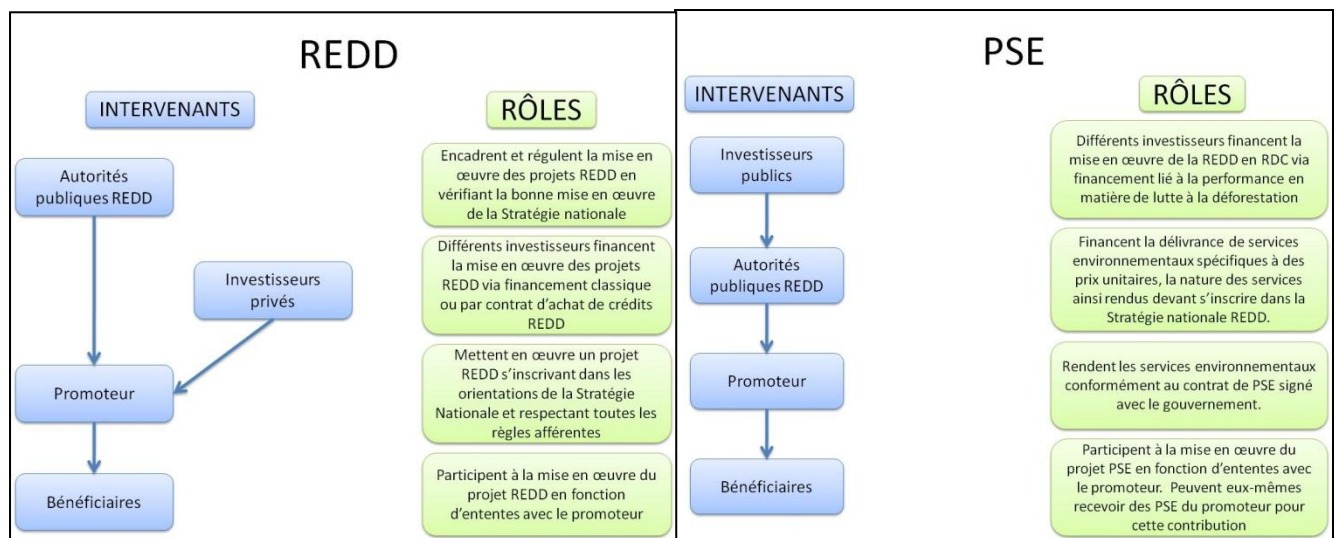 REDD
INTERVENANTS
RÔLES
Autorités
publiques REDD
Encadrent et régulent la mise en
œuvre des projets REDD en
vérifiant la bonne mise en œuvre
de la Stratégie nationale
Investisseurs
privés
Différents investisseurs financent
la mise en œuvre des projets
REDD via financement classique
ou par contrat d’achat de crédits
REDD
Promoteur
Mettent en œuvre un projet
REDD s’inscrivant dans les
orientations de la Stratégie
Nationale et respectant toutes les
règles afférentes
Bénéficiaires
Participent à la mise en œuvre du
projet REDD en fonction
d’ententes avec le promoteur
PSE
INTERVENANTS
RÔLES
Investisseurs
publics
Différents investisseurs financent la
mise en œuvre de la REDD en RDC via
financement lié à la performance en
matière de lutte à la déforestation
Autorités
publiques REDD
Financent la délivrance de services
environnementaux spécifiques à des
prix unitaires, la nature des services
ainsi rendus devant s’inscrire dans la
Stratégie nationale REDD.
Promoteur
Rendent les services environnementaux
conformément au contrat de PSE signé
avec le gouvernement.
Bénéficiaires
Participent à la mise en œuvre du
projet PSE en fonction d’ententes avec
le promoteur. Peuvent eux-mêmes
recevoir des PSE du promoteur pour
cette contribution